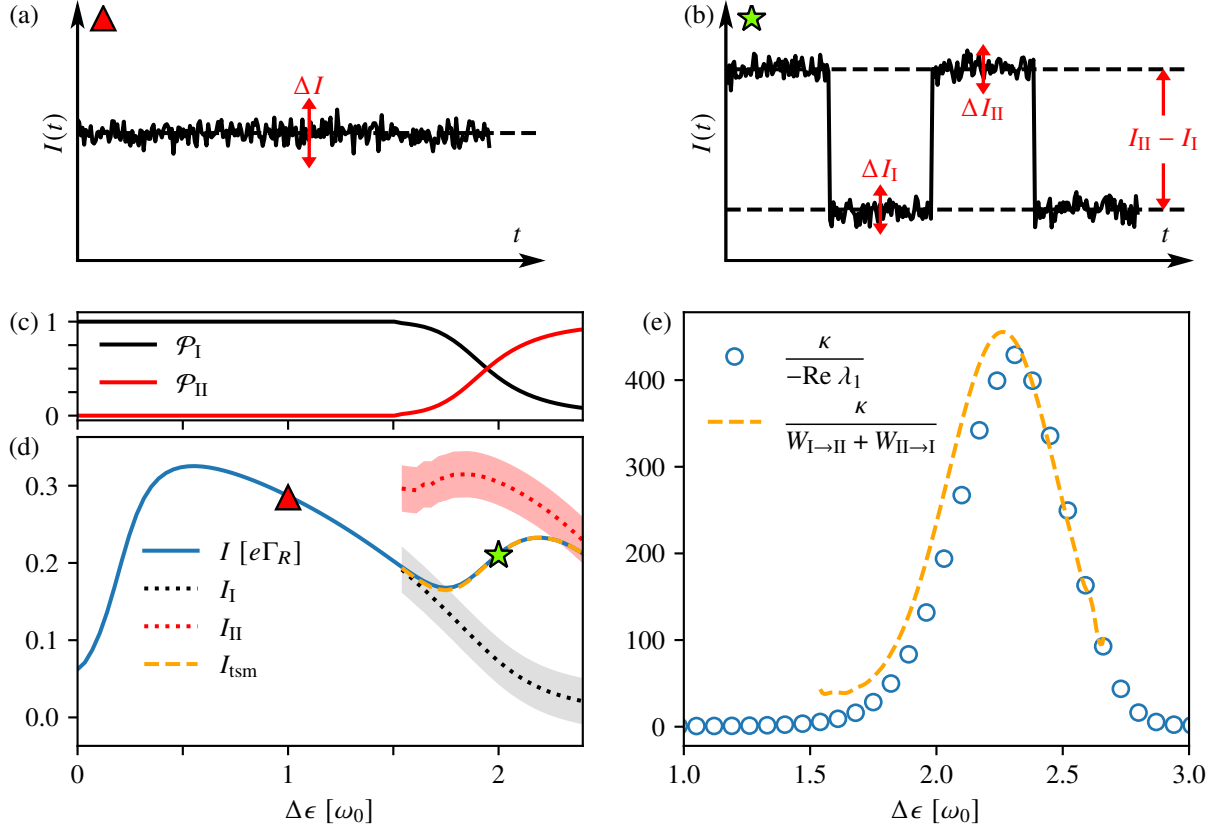 (a)
ΔI
I(t)
t
(b)
ΔI_II
I_II − I_I
ΔI_I
I(t)
t
(c)
1
0
𝒫_I
𝒫_II
(d)
0.3
0.2
0.1
0.0
I [eΓ_R]
I_I
I_II
I_tsm
0
1
2
Δϵ [ω_0]
(e)
κ
−Re λ_1
κ
W_I→II + W_II→I
400
300
200
100
0
1.0
1.5
2.0
2.5
3.0
Δϵ [ω_0]